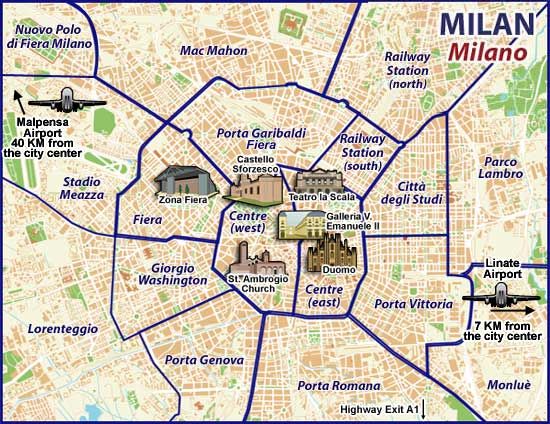 MILAN
Milano
Nuovo Polo
di Fiera Milano
Mac Mahon
Railway
Station
(north)
Malpensa
Airport
40 KM from
the city center
Porta Garibaldi
Fiera
Railway
Station
(south)
Parco
Lambro
Castello
Sforzesco
Stadio
Meazza
Zona Fiera
Teatro la Scala
Città
degli Studi
Fiera
Centre
(west)
Galleria V.
Emanuele II
Linate
Airport
Giorgio
Washington
St. Ambrogio
Church
Duomo
Centre
(east)
Porta Vittoria
7 KM from
the city center
Lorenteggio
Porta Genova
Porta Romana
Monluè
Highway Exit A1